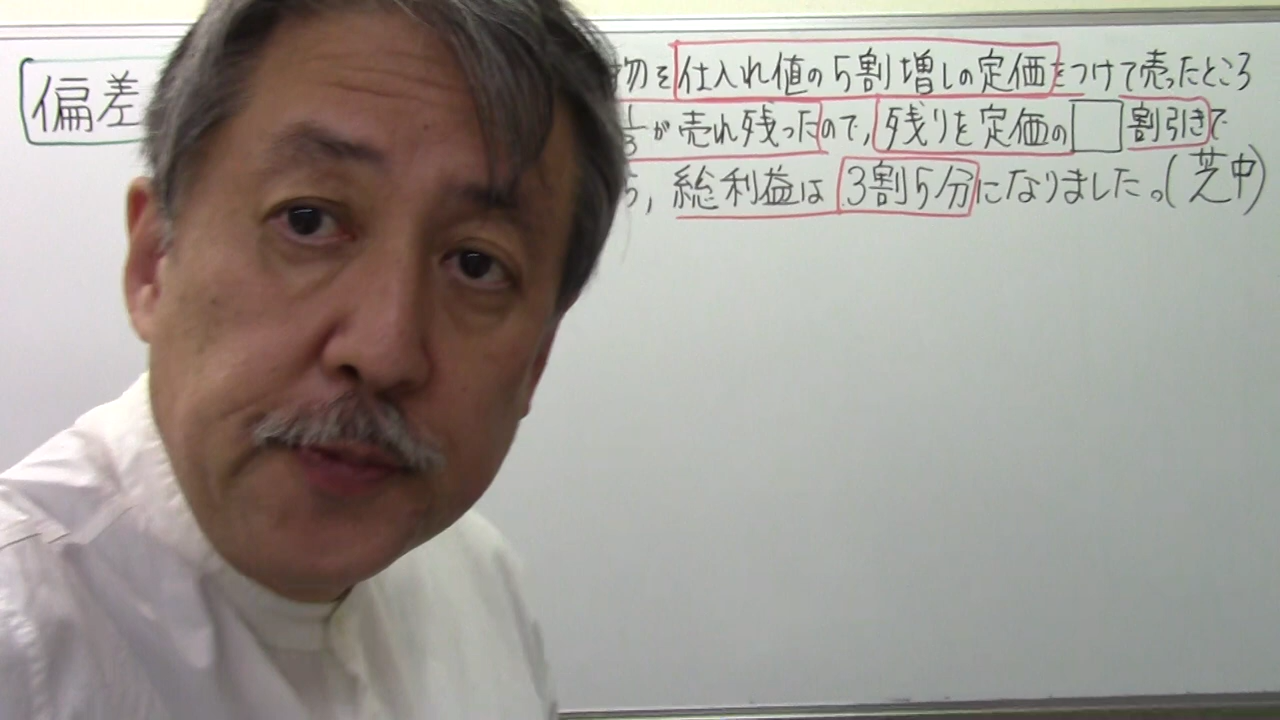 偏差
物を仕入れ値の5割増しの定価をつけて売ったところ
1/3が売れ残ったので,残りを定価の□割引きで
ら,総利益は3割5分になりました。(芝中)